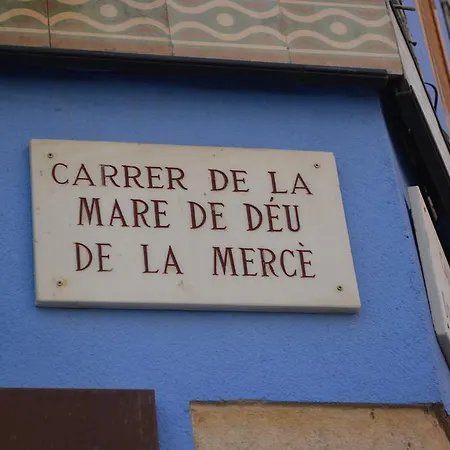 CARRER DE LA
MARE DE DÉU
DE LA MERCÈ